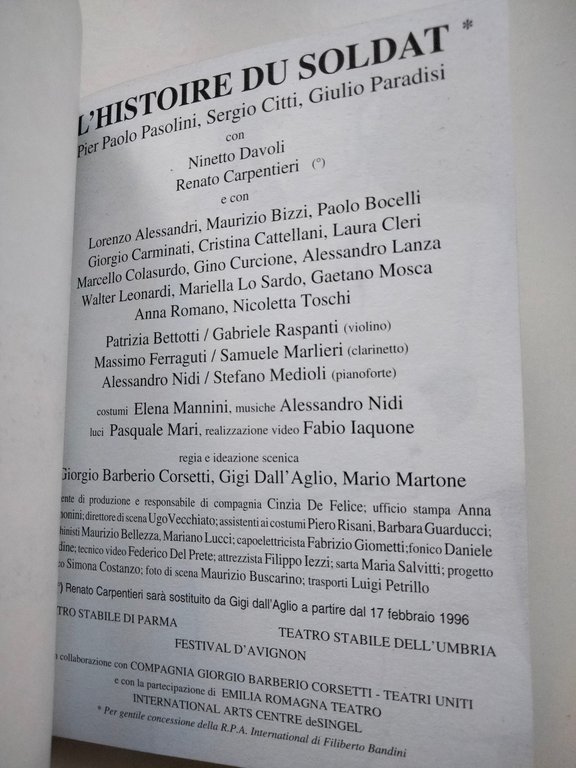 L'HISTOIRE DU SOLDAT *
Pier Paolo Pasolini, Sergio Citti, Giulio Paradisi
con
Ninetto Davoli
Renato Carpentieri (°)
e con
Lorenzo Alessandri, Maurizio Bizzi, Paolo Bocelli
Giorgio Carminati, Cristina Cattellani, Laura Cleri
Marcello Colasurdo, Gino Curcione, Alessandro Lanza
Walter Leonardi, Mariella Lo Sardo, Gaetano Mosca
Anna Romano, Nicoletta Toschi
Patrizia Bettotti / Gabriele Raspanti (violino)
Massimo Ferraguti / Samuele Marlieri (clarinetto)
Alessandro Nidi / Stefano Medioli (pianoforte)
costumi Elena Mannini, musiche Alessandro Nidi
luci Pasquale Mari, realizzazione video Fabio Iaquone
regia e ideazione scenica
Giorgio Barberio Corsetti, Gigi Dall'Aglio, Mario Martone
ente di produzione e responsabile di compagnia Cinzia De Felice; ufficio stampa Anna
nonini; direttore di scena Ugo Vecchiato; assistenti ai costumi Piero Risani, Barbara Guarducci;
hinisti Maurizio Bellezza, Mariano Lucci; capoelettricista Fabrizio Giometti; fonico Daniele
dine; tecnico video Federico Del Prete; attrezzista Filippo Iezzi; sarta Maria Salvitti; progetto
o Simona Costanzo; foto di scena Maurizio Buscarino; trasporti Luigi Petrillo
°) Renato Carpentieri sarà sostituito da Gigi dall'Aglio a partire dal 17 febbraio 1996
TRO STABILE DI PARMA
TEATRO STABILE DELL'UMBRIA
FESTIVAL D'AVIGNON
n collaborazione con COMPAGNIA GIORGIO BARBERIO CORSETTI - TEATRI UNITI
e con la partecipazione di EMILIA ROMAGNA TEATRO
INTERNATIONAL ARTS CENTRE deSINGEL
* Per gentile concessione della R.P.A. International di Filiberto Bandini